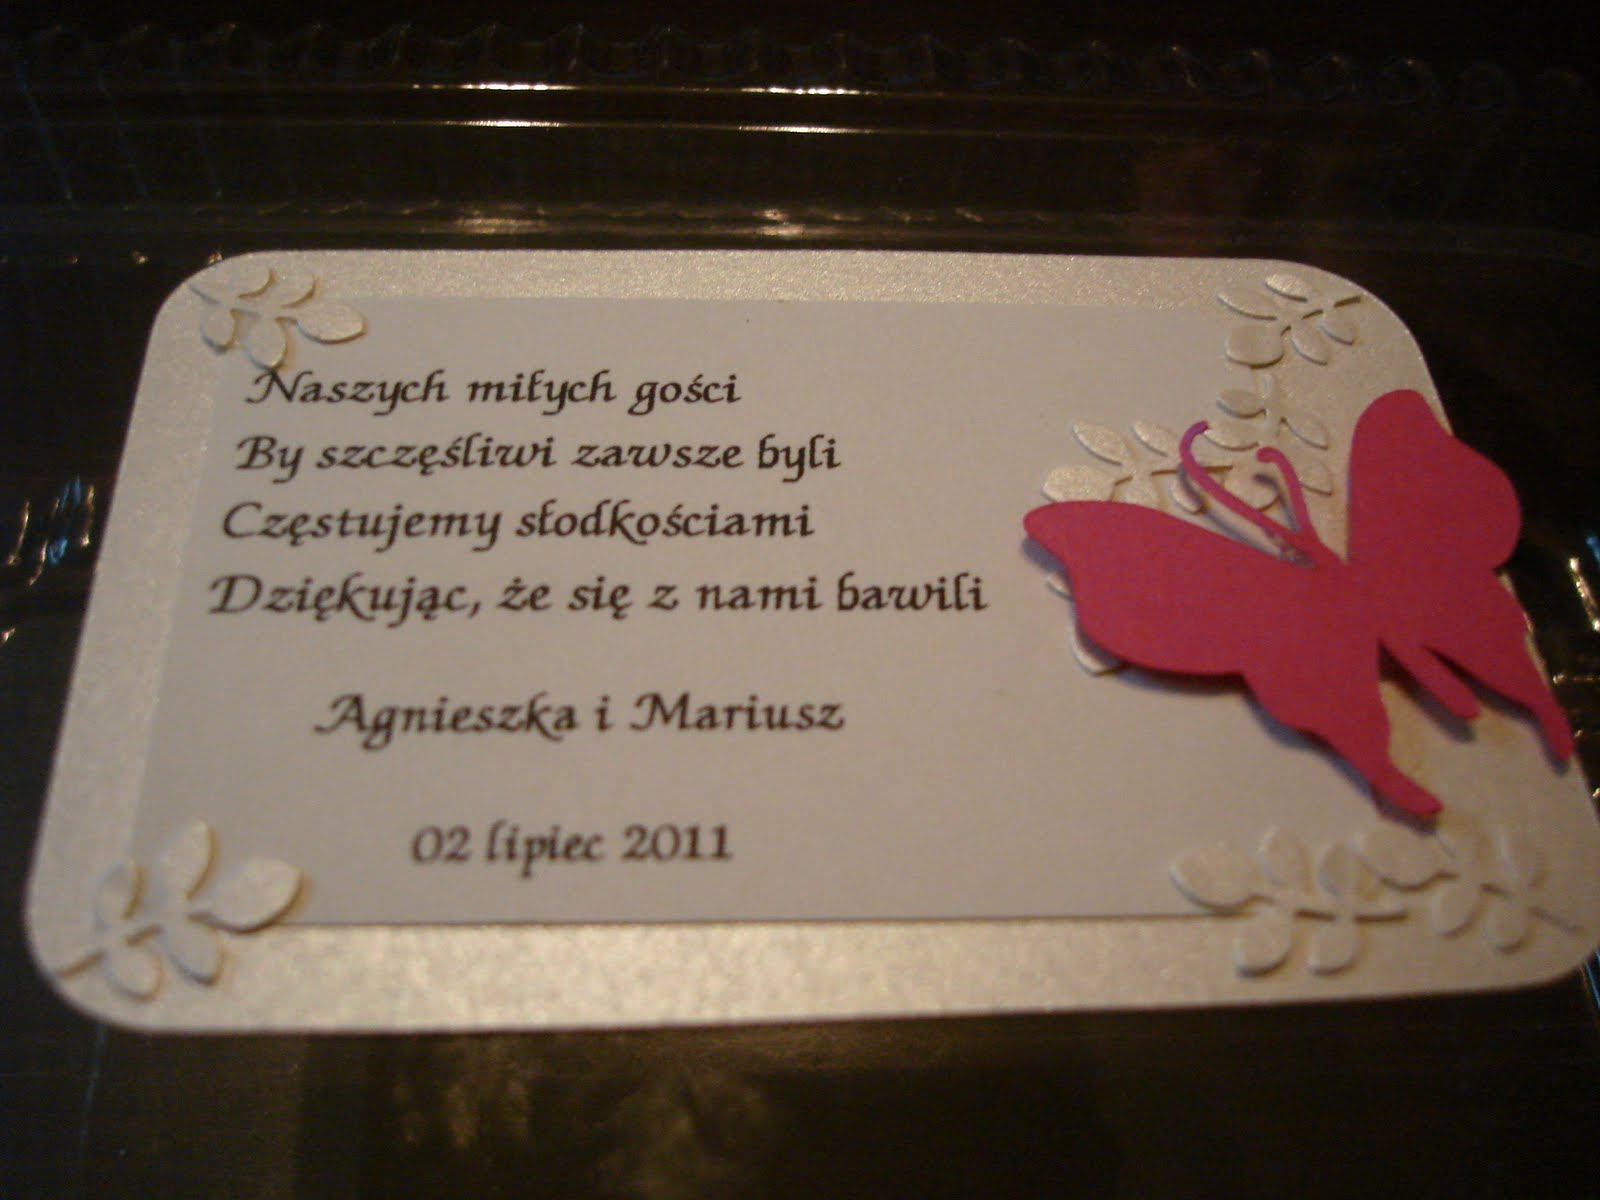 Naszych miłych gości
By szczęśliwi zawsze byli
Częstujemy słodkościami
Dziękując, że się z nami bawili
Agnieszka i Mariusz
02 lipiec 2011